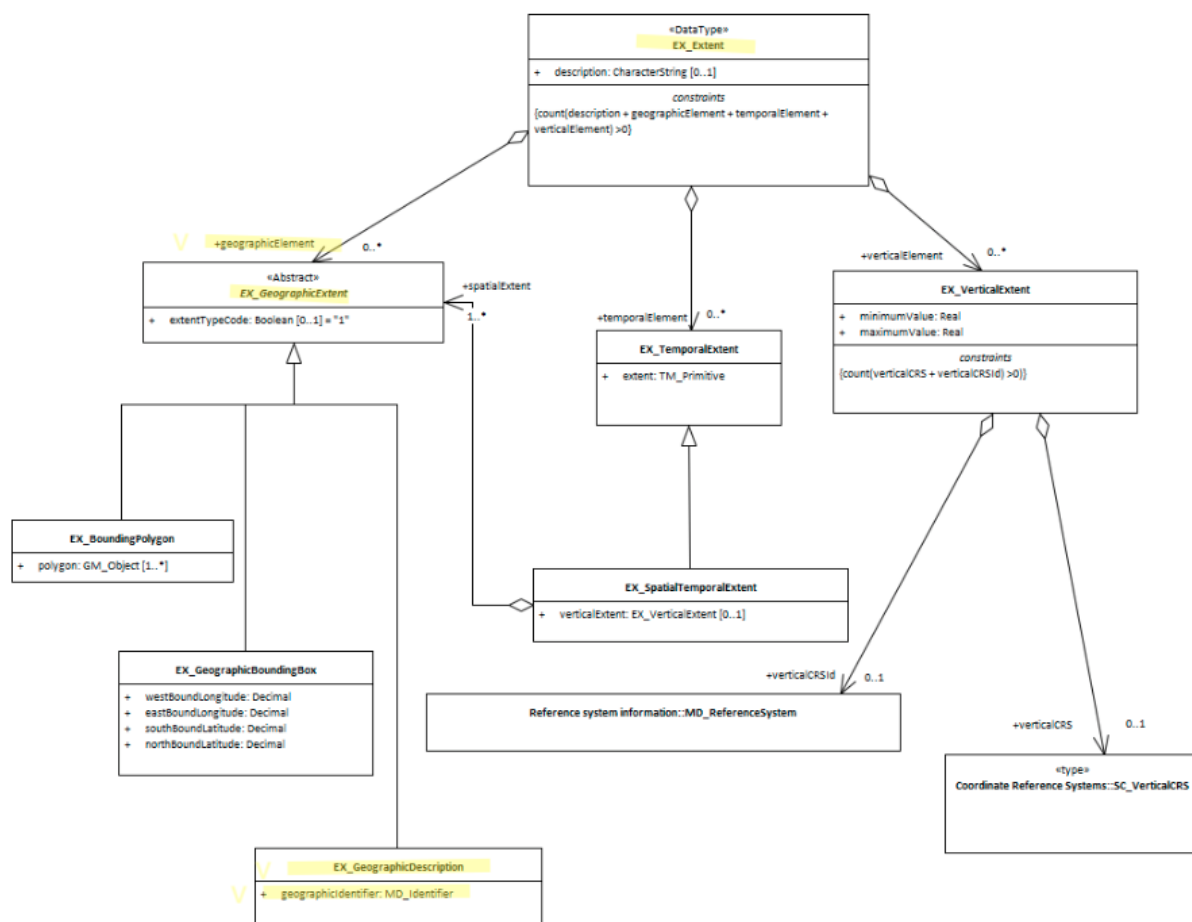 «DataType»
EX_Extent
+ description: CharacterString [0..1]
constraints
{count(description + geographicElement + temporalElement +
verticalElement) >0}
V +geographicElement 0..*
«Abstract»
EX_GeographicExtent
+ extentTypeCode: Boolean [0..1] = "1"
+spatialExtent
1..*
+temporalElement 0..*
EX_TemporalExtent
+ extent: TM_Primitive
+verticalElement 0..*
EX_VerticalExtent
+ minimumValue: Real
+ maximumValue: Real
constraints
{count(verticalCRS + verticalCRSId) >0)}
EX_BoundingPolygon
+ polygon: GM_Object [1..*]
EX_SpatialTemporalExtent
+ verticalExtent: EX_VerticalExtent [0..1]
EX_GeographicBoundingBox
+ westBoundLongitude: Decimal
+ eastBoundLongitude: Decimal
+ southBoundLatitude: Decimal
+ northBoundLatitude: Decimal
+verticalCRSId 0..1
Reference system information::MD_ReferenceSystem
+verticalCRS 0..1
«type»
Coordinate Reference Systems::SC_VerticalCRS
V EX_GeographicDescription
V + geographicIdentifier: MD_Identifier